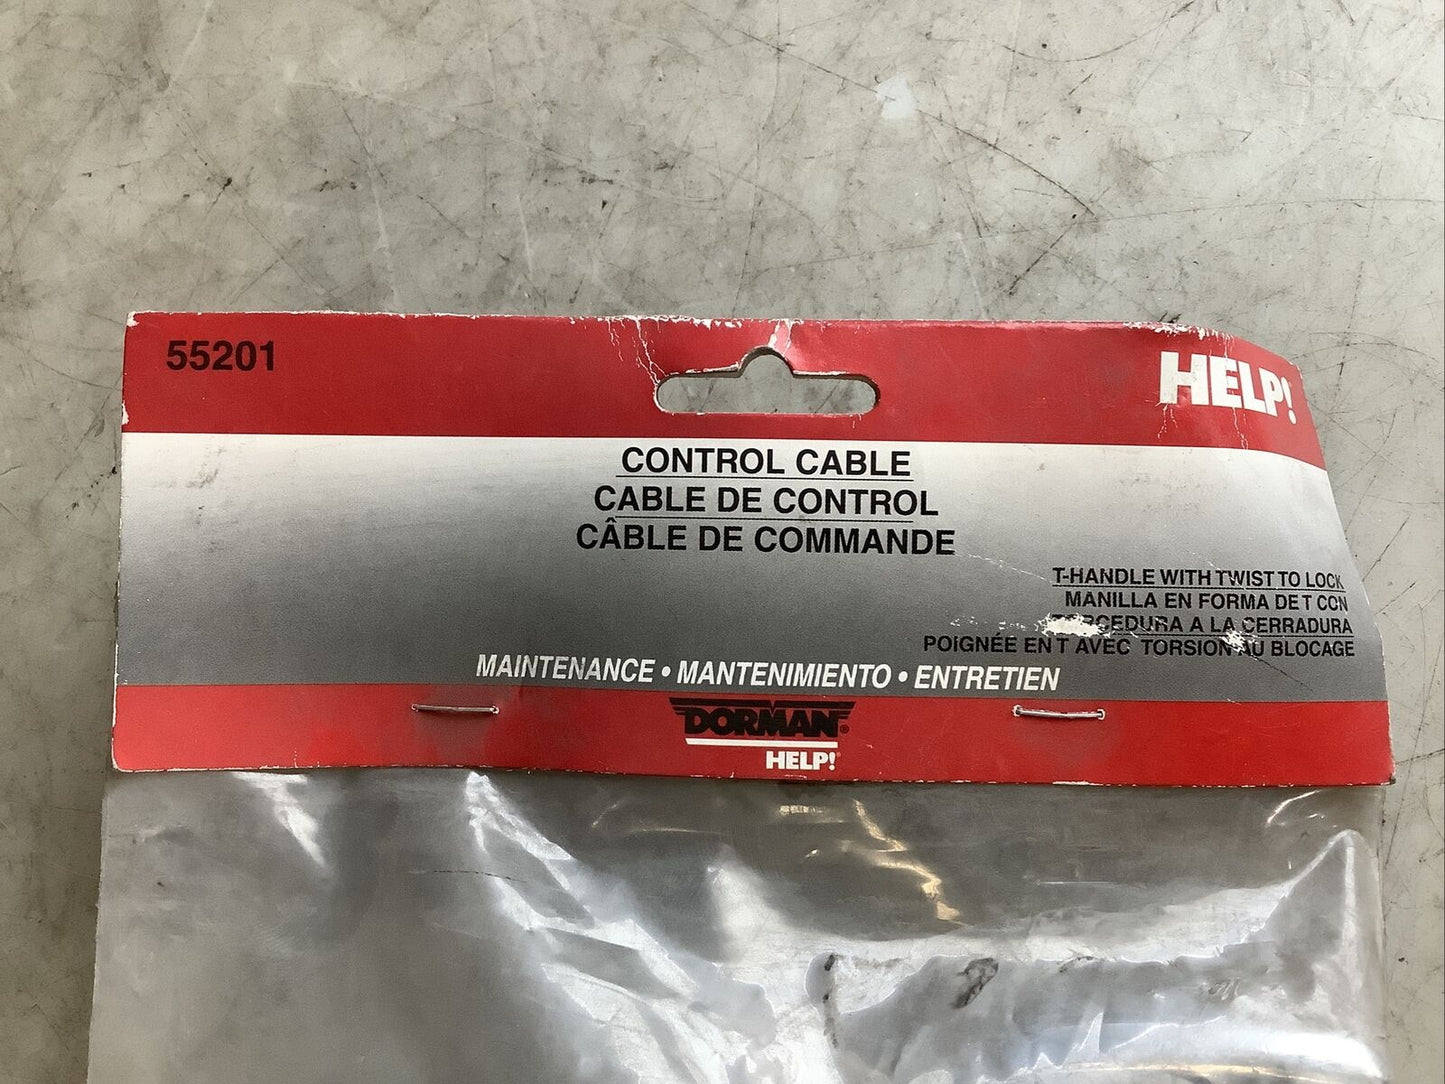 55201
HELP!
CONTROL CABLE
CABLE DE CONTROL
CÂBLE DE COMMANDE
T-HANDLE WITH TWIST TO LOCK
MANILLA EN FORMA DE T CON
TORCEDURA A LA CERRADURA
POIGNÉE EN T AVEC TORSION AU BLOCAGE
MAINTENANCE • MANTENIMIENTO • ENTRETIEN
DORMAN®
HELP!®